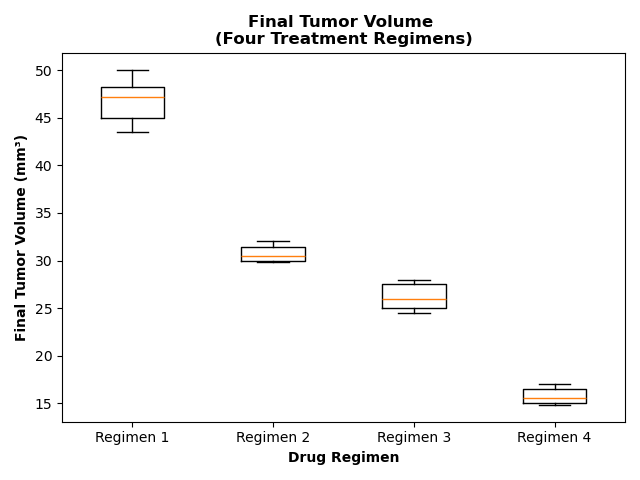 Final Tumor Volume
(Four Treatment Regimens)
Final Tumor Volume (mm³)
50
45
40
35
30
25
20
15
Regimen 1 Regimen 2 Regimen 3 Regimen 4
Drug Regimen